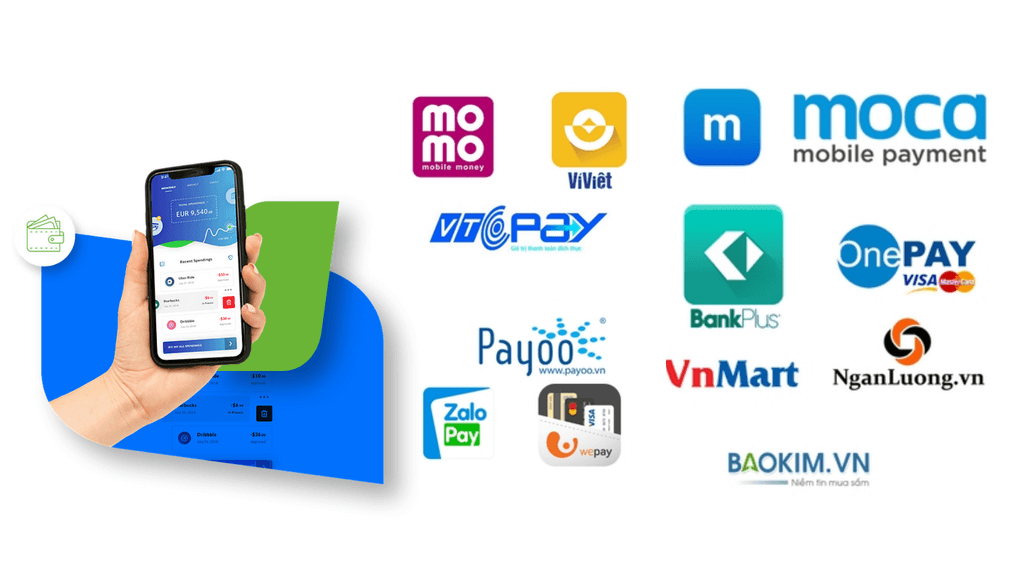 EUR 9,540
Recent Spendings
Uber Ride
Starbucks
Dribbble
$30
Dribbble
-$30
mo
mo
mobile money
ViViêt
m
moca
mobile payment
VTCPay
Giá trị thanh toán đích thực
BankPlus
OnePAY
VISA
MasterCard
Payoo®
www.payoo.vn
VnMart
NganLuong.vn
Zalo
Pay
VISA
wepay
BAOKIM.VN
Niềm tin mua sắm